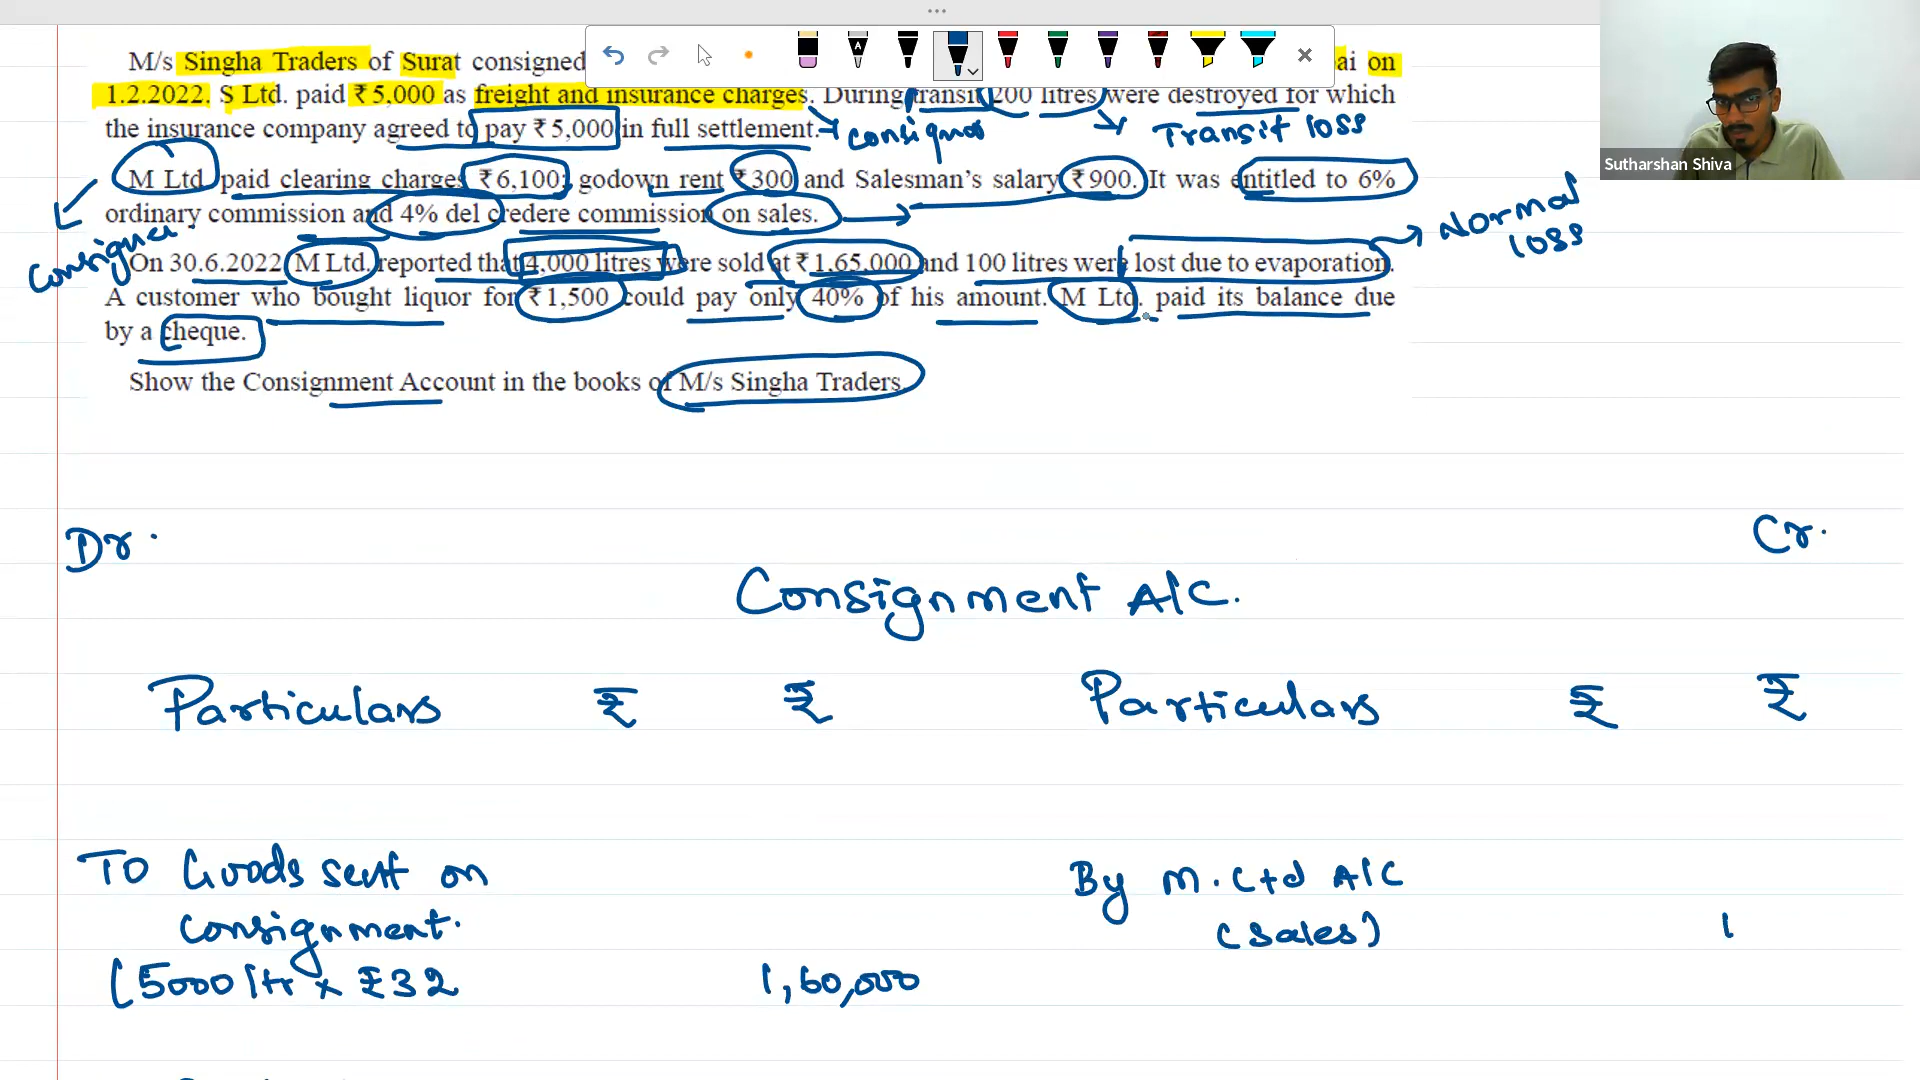 M/s Singha Traders of Surat consigned ai on
1.2.2022. S Ltd. paid ₹5,000 as freight and insurance charges. During transit 200 litres were destroyed for which
the insurance company agreed to pay ₹5,000 in full settlement. consignor Transit loss
Sutharshan Shiva
M Ltd. paid clearing charges ₹6,100; godown rent ₹300 and Salesman's salary ₹900. It was entitled to 6%
ordinary commission and 4% del credere commission on sales.
Normal loss
Consignee
On 30.6.2022 M Ltd. reported that 4,000 litres were sold at ₹1,65,000 and 100 litres were lost due to evaporation.
A customer who bought liquor for ₹1,500 could pay only 40% of his amount. M Ltd. paid its balance due
by a cheque.
Show the Consignment Account in the books of M/s Singha Traders.
Dr. Cr.
Consignment A/C.
Particulars ₹ ₹ Particulars ₹ ₹
TO Goods sent on By M. Ltd A/C
consignment. (Sales) 1
(5000 ltr x ₹32 1,60,000